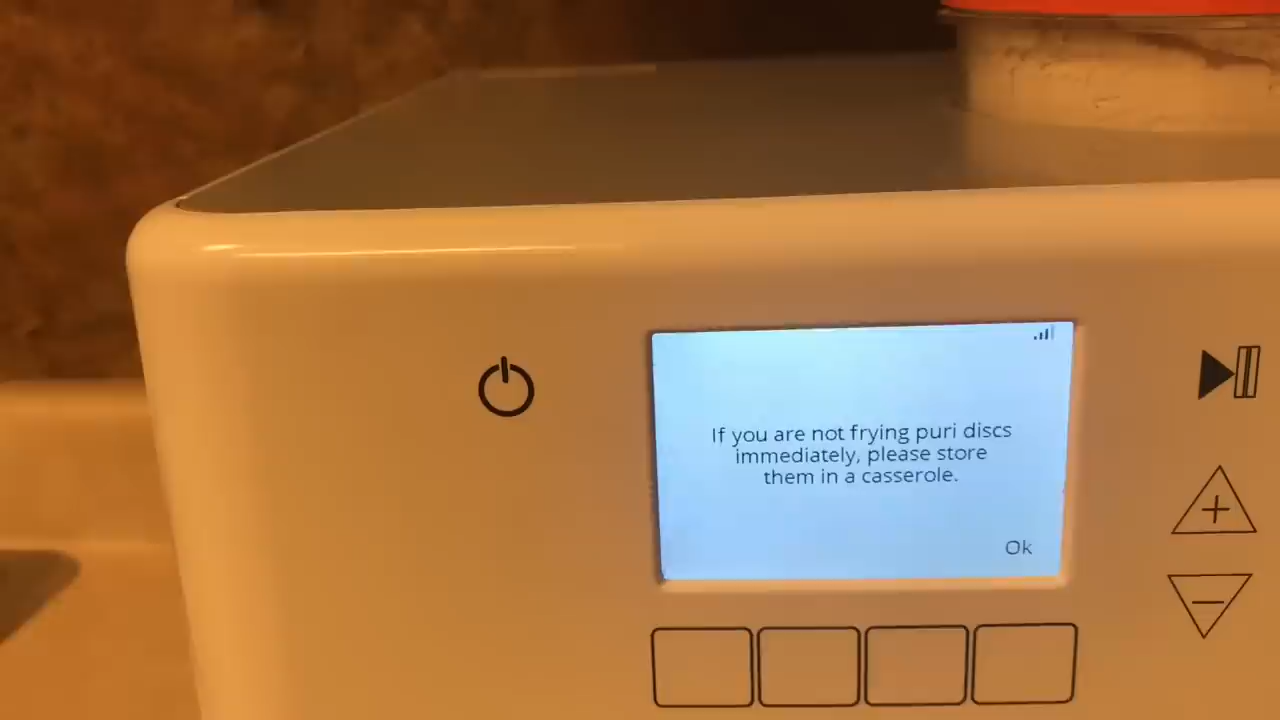 If you are not frying puri discs
immediately, please store
them in a casserole.
Ok